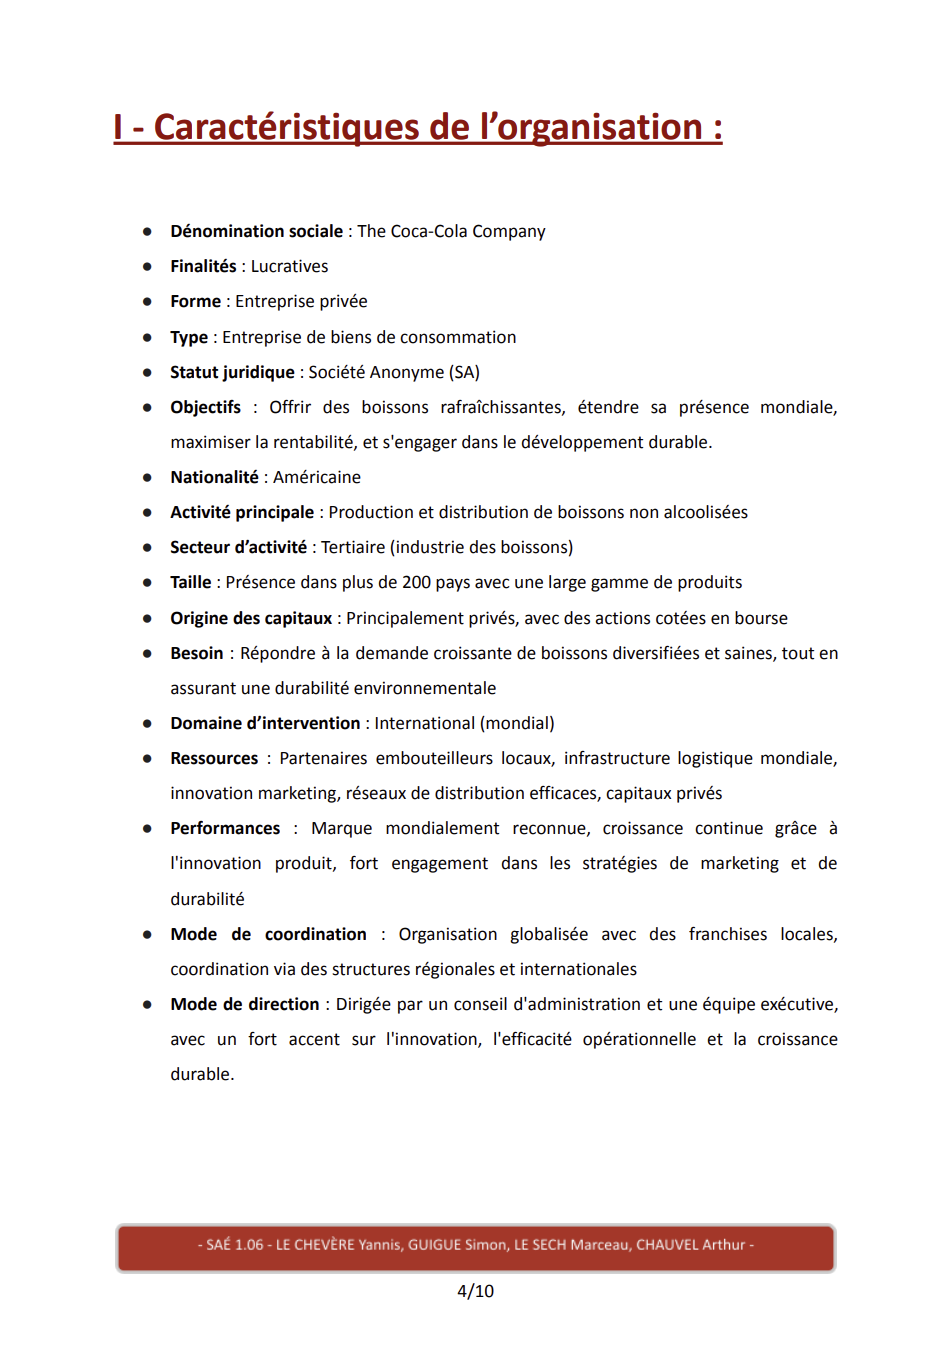 I - Caractéristiques de l’organisation :
● Dénomination sociale : The Coca-Cola Company
● Finalités : Lucratives
● Forme : Entreprise privée
● Type : Entreprise de biens de consommation
● Statut juridique : Société Anonyme (SA)
● Objectifs : Offrir des boissons rafraîchissantes, étendre sa présence mondiale,
maximiser la rentabilité, et s'engager dans le développement durable.
● Nationalité : Américaine
● Activité principale : Production et distribution de boissons non alcoolisées
● Secteur d’activité : Tertiaire (industrie des boissons)
● Taille : Présence dans plus de 200 pays avec une large gamme de produits
● Origine des capitaux : Principalement privés, avec des actions cotées en bourse
● Besoin : Répondre à la demande croissante de boissons diversifiées et saines, tout en
assurant une durabilité environnementale
● Domaine d’intervention : International (mondial)
● Ressources : Partenaires embouteilleurs locaux, infrastructure logistique mondiale,
innovation marketing, réseaux de distribution efficaces, capitaux privés
● Performances : Marque mondialement reconnue, croissance continue grâce à
l'innovation produit, fort engagement dans les stratégies de marketing et de
durabilité
● Mode de coordination : Organisation globalisée avec des franchises locales,
coordination via des structures régionales et internationales
● Mode de direction : Dirigée par un conseil d'administration et une équipe exécutive,
avec un fort accent sur l'innovation, l'efficacité opérationnelle et la croissance
durable.
- SAÉ 1.06 - LE CHEVÈRE Yannis, GUIGUE Simon, LE SECH Marceau, CHAUVEL Arthur -
4/10